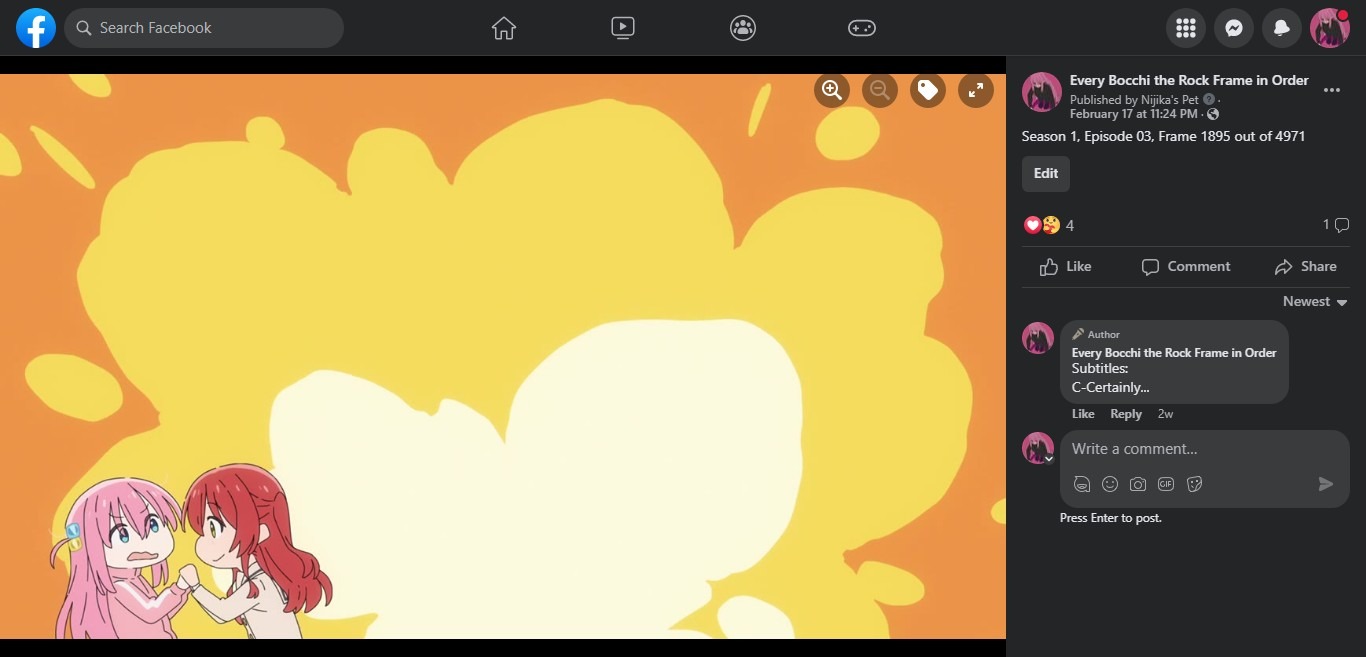 Search Facebook
Every Bocchi the Rock Frame in Order
Published by Nijika's Pet ·
February 17 at 11:24 PM ·
Season 1, Episode 03, Frame 1895 out of 4971
Edit
4
1
Like
Comment
Share
Newest
Author
Every Bocchi the Rock Frame in Order
Subtitles:
C-Certainly...
Like Reply 2w
Write a comment...
GIF
Press Enter to post.